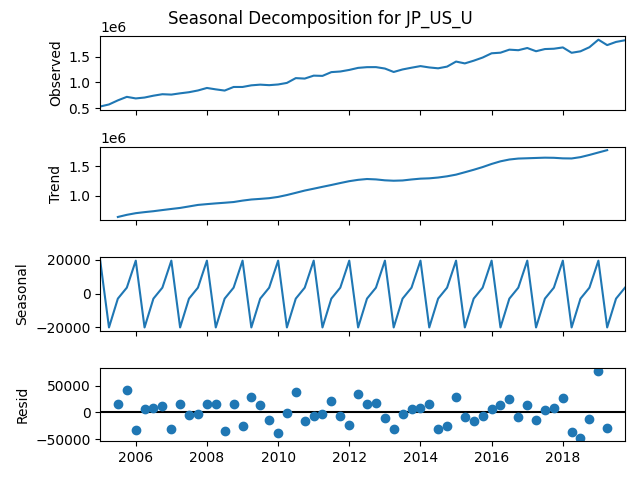 Seasonal Decomposition for JP_US_U
1e6
Observed
1.5
1.0
0.5
1e6
Trend
1.5
1.0
Seasonal
20000
0
−20000
Resid
50000
0
−50000
2006 2008 2010 2012 2014 2016 2018